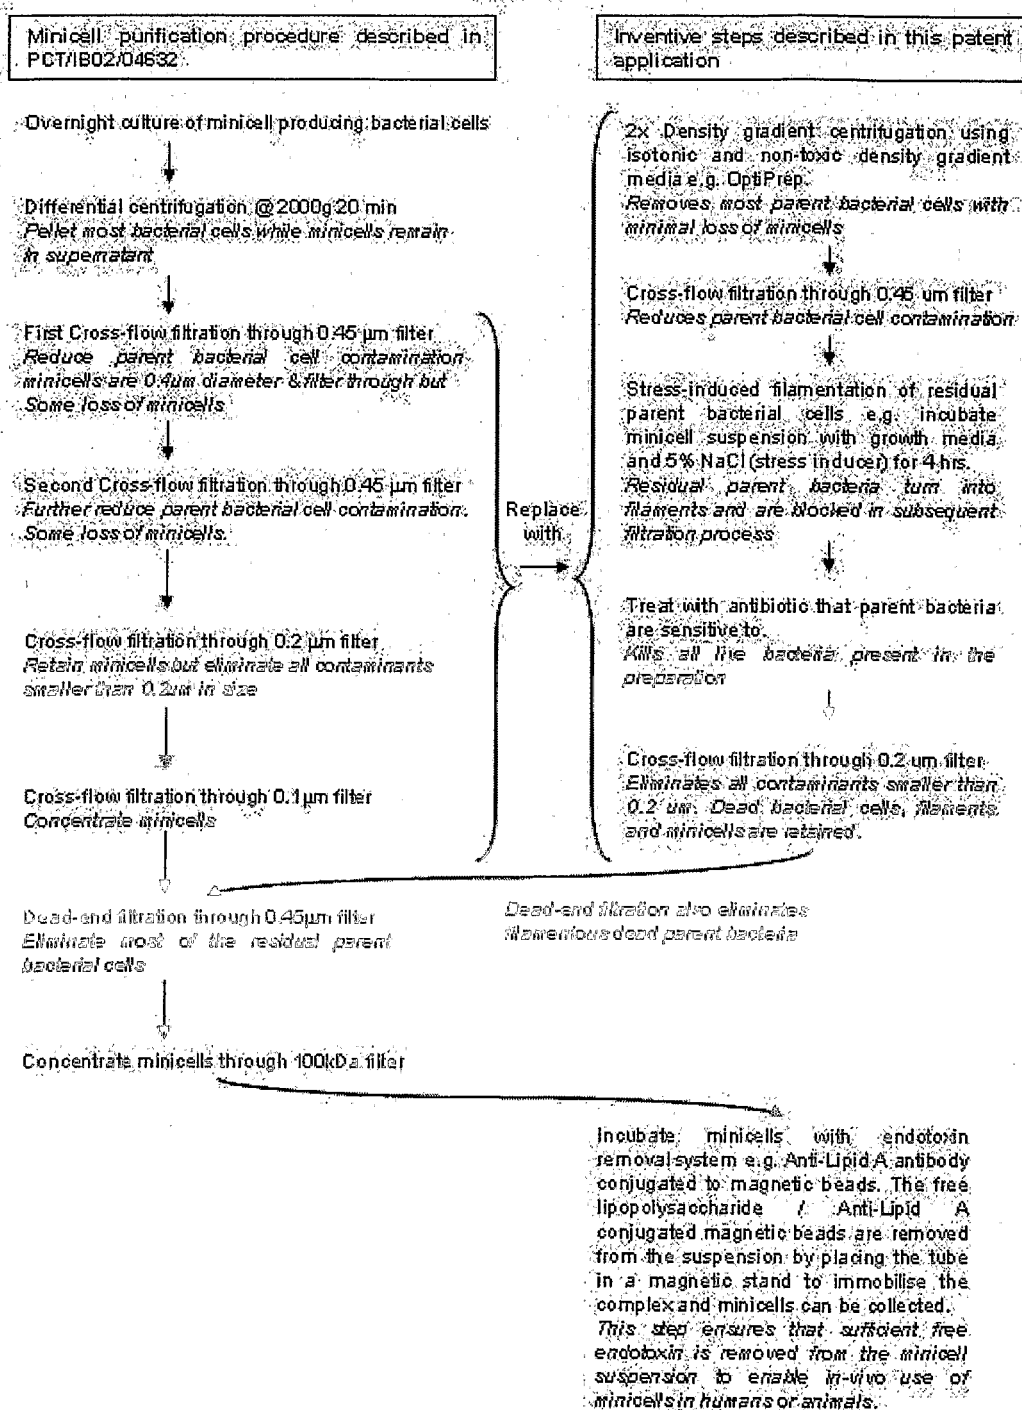 Minicell purification procedure described in
PCT/IB02/04632
Overnight culture of minicell producing bacterial cells
Differential centrifugation @ 2000g 20 min
Pellet most bacterial cells while minicells remain
in supernatant
First Cross-flow filtration through 0.45 µm filter
Reduce parent bacterial cell contamination
minicells are 0.4um diameter & filter through but
Some loss of minicells
Second Cross-flow filtration through 0.45 µm filter
Further reduce parent bacterial cell contamination.
Some loss of minicells.
Cross-flow filtration through 0.2 µm filter
Retain minicells but eliminate all contaminants
smaller than 0.2um in size
Cross-flow filtration through 0.1µm filter
Concentrate minicells
Dead-end filtration through 0.45µm filter
Eliminate most of the residual parent
bacterial cells
Concentrate minicells through 100kDa filter
Replace
with
Inventive steps described in this patent
application
2x Density gradient centrifugation using
isotonic and non-toxic density gradient
media e.g. OptiPrep.
Removes most parent bacterial cells with
minimal loss of minicells
Cross-flow filtration through 0.45 um filter
Reduces parent bacterial cell contamination
Stress-induced filamentation of residual
parent bacterial cells e.g. incubate
minicell suspension with growth media
and 5% NaCl (stress inducer) for 4 hrs.
Residual parent bacteria turn into
filaments and are blocked in subsequent
filtration process
Treat with antibiotic that parent bacteria
are sensitive to.
Kills all live bacteria present in the
preparation
Cross-flow filtration through 0.2 um filter
Eliminates all contaminants smaller than
0.2 um. Dead bacterial cells, filaments
and minicells are retained.
Dead-end filtration also eliminates
filamentous dead parent bacteria
Incubate minicells with endotoxin
removal system e.g. Anti-Lipid A antibody
conjugated to magnetic beads. The free
lipopolysaccharide / Anti-Lipid A
conjugated magnetic beads are removed
from the suspension by placing the tube
in a magnetic stand to immobilise the
complex and minicells can be collected.
This step ensures that sufficient free
endotoxin is removed from the minicell
suspension to enable in-vivo use of
minicells in humans or animals.